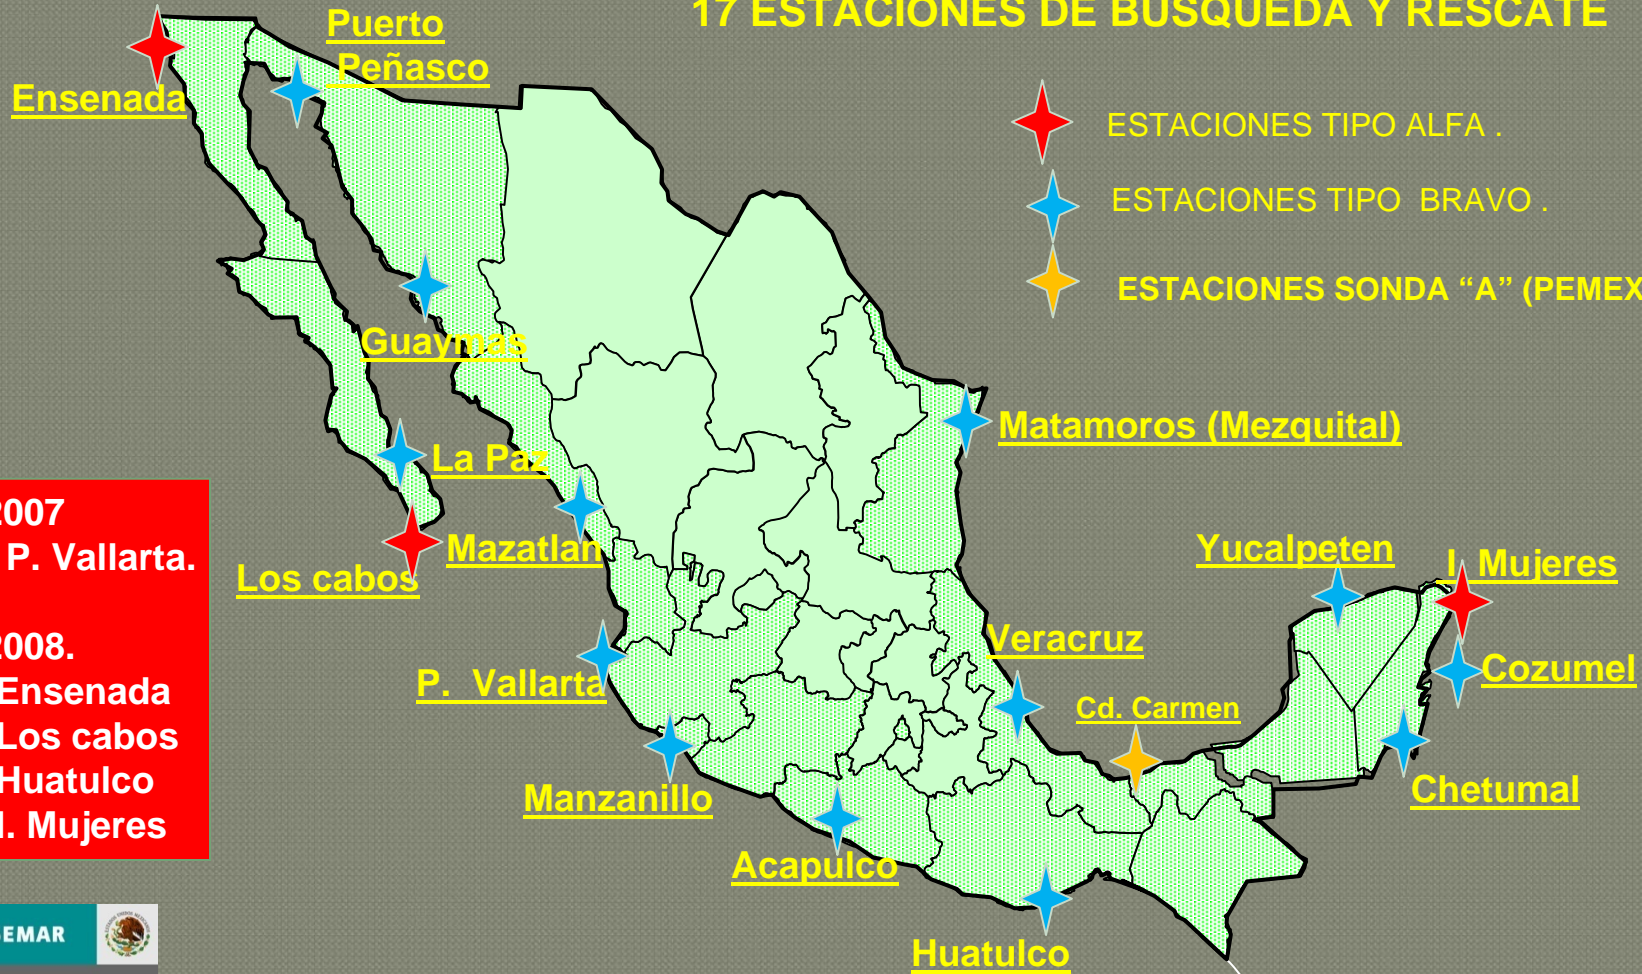 17 ESTACIONES DE BUSQUEDA Y RESCATE
Puerto
Peñasco
Ensenada
ESTACIONES TIPO ALFA .
ESTACIONES TIPO BRAVO .
ESTACIONES SONDA “A” (PEMEX
Guaymas
Matamoros (Mezquital)
La Paz
Mazatlan
Los cabos
2007
P. Vallarta.
2008.
Ensenada
Los cabos
Huatulco
I. Mujeres
Yucalpeten
I. Mujeres
Veracruz
Cozumel
P. Vallarta
Cd. Carmen
Manzanillo
Chetumal
Acapulco
Huatulco
SEMAR